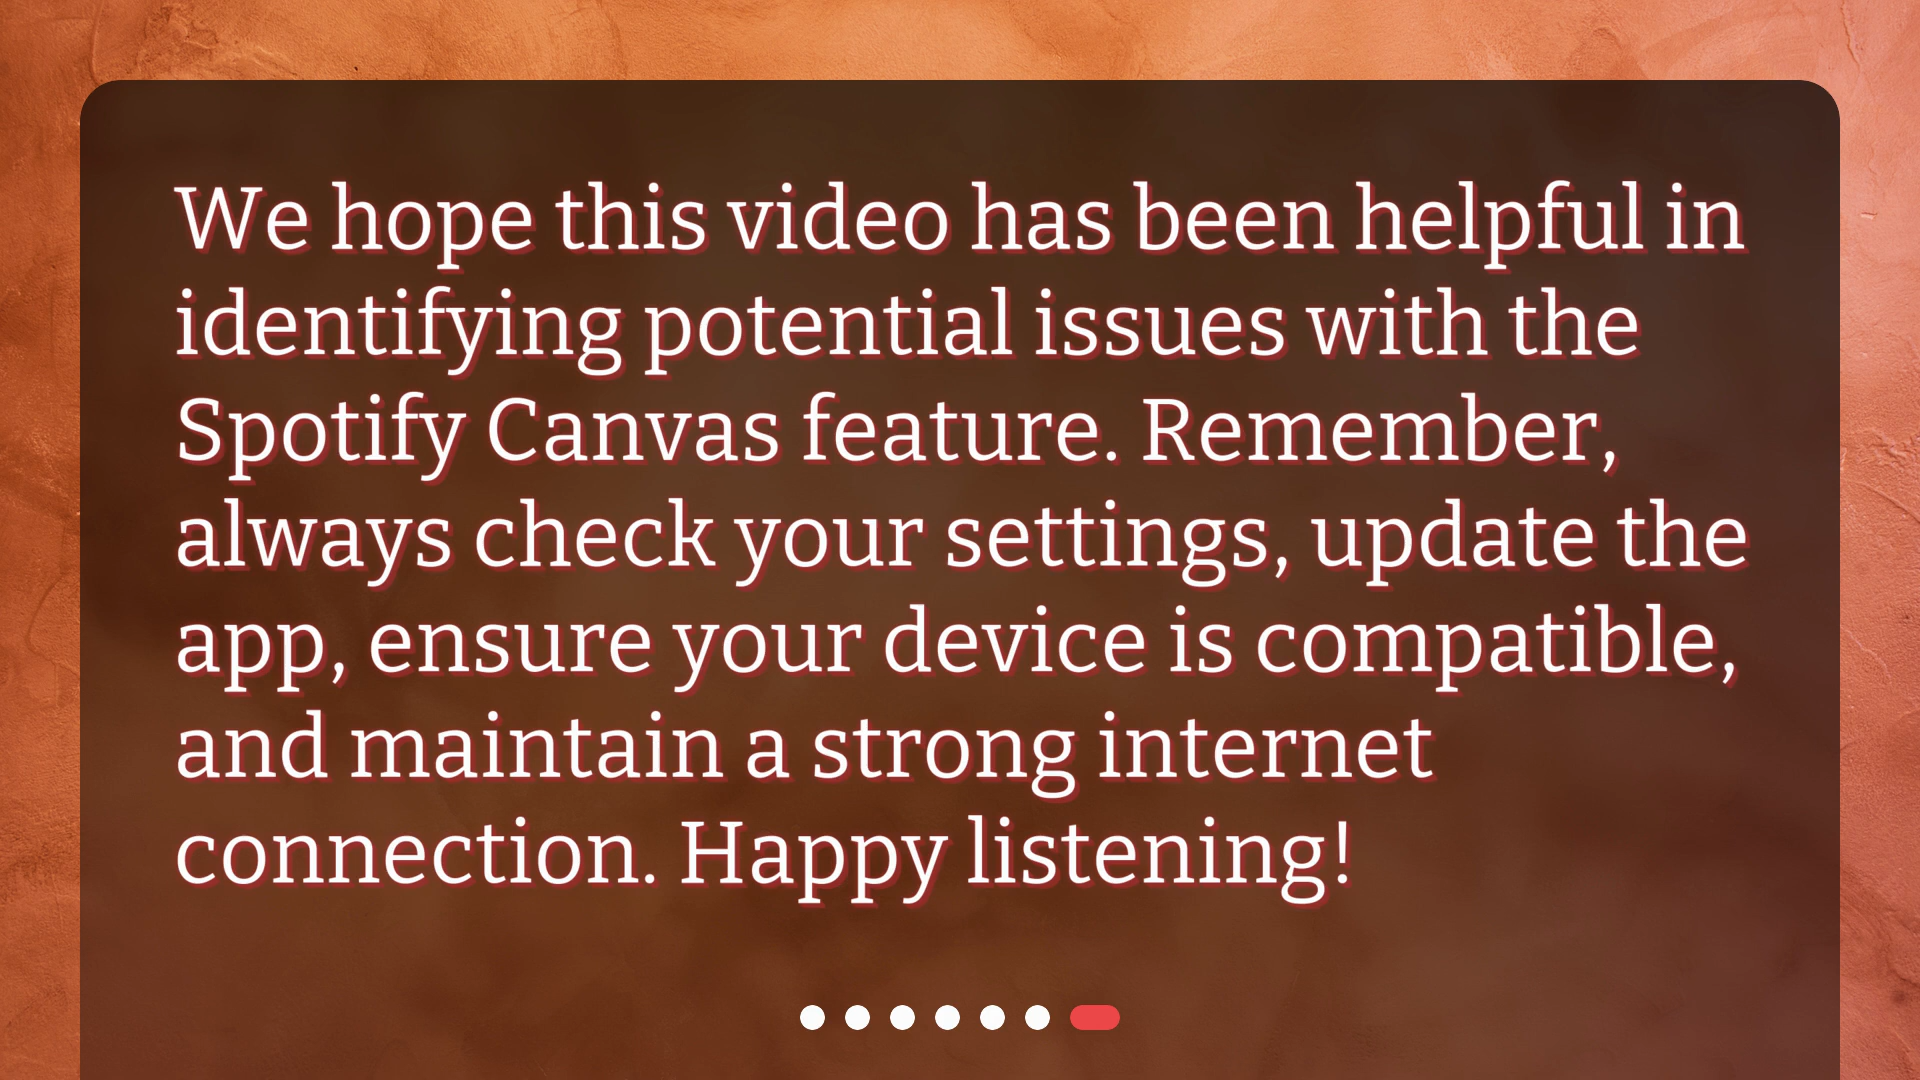 We hope this video has been helpful in
identifying potential issues with the
Spotify Canvas feature. Remember,
always check your settings, update the
app, ensure your device is compatible,
and maintain a strong internet
connection. Happy listening!